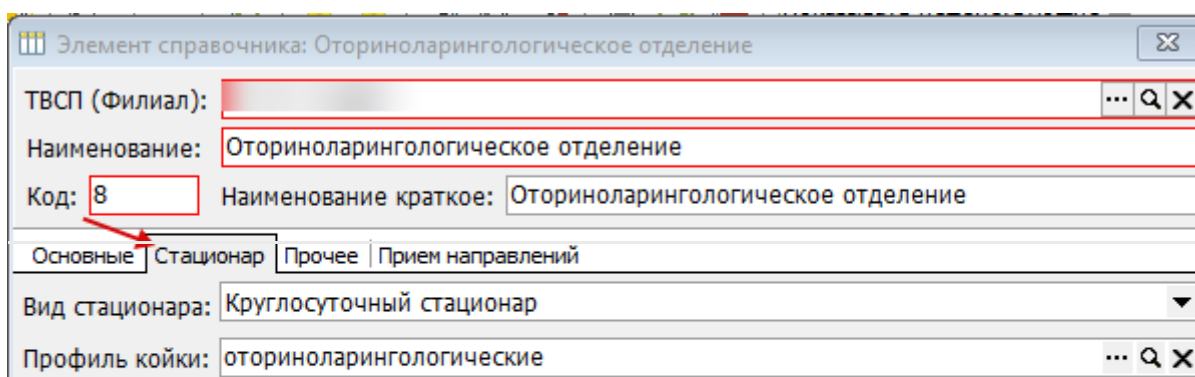 Элемент справочника: Оториноларингологическое отделение
ТВСП (Филиал):
Наименование: Оториноларингологическое отделение
Код: 8 Наименование краткое: Оториноларингологическое отделение
Основные Стационар Прочее Прием направлений
Вид стационара: Круглосуточный стационар
Профиль койки: оториноларингологические